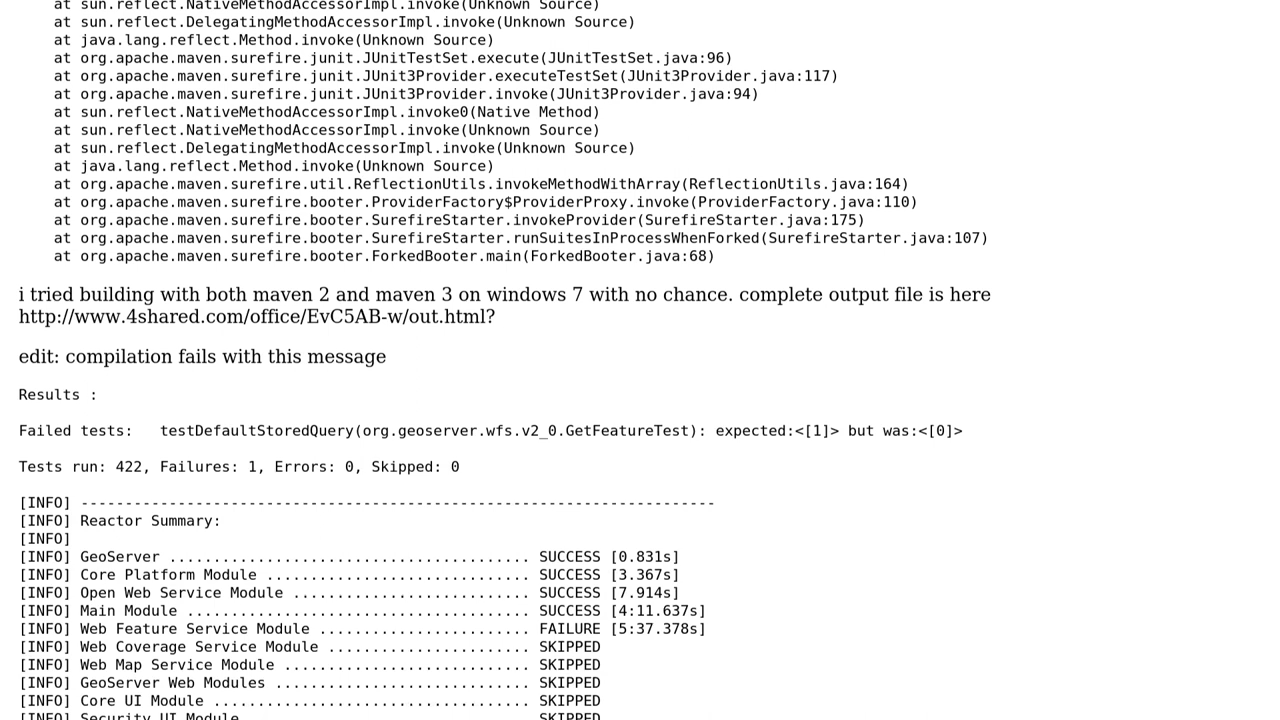 at sun.reflect.NativeMethodAccessorImpl.invoke(Unknown Source)
at sun.reflect.DelegatingMethodAccessorImpl.invoke(Unknown Source)
at java.lang.reflect.Method.invoke(Unknown Source)
at org.apache.maven.surefire.junit.JUnitTestSet.execute(JUnitTestSet.java:96)
at org.apache.maven.surefire.junit.JUnit3Provider.executeTestSet(JUnit3Provider.java:117)
at org.apache.maven.surefire.junit.JUnit3Provider.invoke(JUnit3Provider.java:94)
at sun.reflect.NativeMethodAccessorImpl.invoke0(Native Method)
at sun.reflect.NativeMethodAccessorImpl.invoke(Unknown Source)
at sun.reflect.DelegatingMethodAccessorImpl.invoke(Unknown Source)
at java.lang.reflect.Method.invoke(Unknown Source)
at org.apache.maven.surefire.util.ReflectionUtils.invokeMethodWithArray(ReflectionUtils.java:164)
at org.apache.maven.surefire.booter.ProviderFactory$ProviderProxy.invoke(ProviderFactory.java:110)
at org.apache.maven.surefire.booter.SurefireStarter.invokeProvider(SurefireStarter.java:175)
at org.apache.maven.surefire.booter.SurefireStarter.runSuitesInProcessWhenForked(SurefireStarter.java:107)
at org.apache.maven.surefire.booter.ForkedBooter.main(ForkedBooter.java:68)
i tried building with both maven 2 and maven 3 on windows 7 with no chance. complete output file is here
http://www.4shared.com/office/EvC5AB-w/out.html?
edit: compilation fails with this message
Results :
Failed tests:   testDefaultStoredQuery(org.geoserver.wfs.v2_0.GetFeatureTest): expected:<[1]> but was:<[0]>
Tests run: 422, Failures: 1, Errors: 0, Skipped: 0
[INFO] ------------------------------------------------------------------------
[INFO] Reactor Summary:
[INFO]
[INFO] GeoServer ......................................... SUCCESS [0.831s]
[INFO] Core Platform Module .............................. SUCCESS [3.367s]
[INFO] Open Web Service Module ........................... SUCCESS [7.914s]
[INFO] Main Module ....................................... SUCCESS [4:11.637s]
[INFO] Web Feature Service Module ........................ FAILURE [5:37.378s]
[INFO] Web Coverage Service Module ....................... SKIPPED
[INFO] Web Map Service Module ............................ SKIPPED
[INFO] GeoServer Web Modules ............................. SKIPPED
[INFO] Core UI Module .................................... SKIPPED
[INFO] Security UI Module ................................ SKIPPED